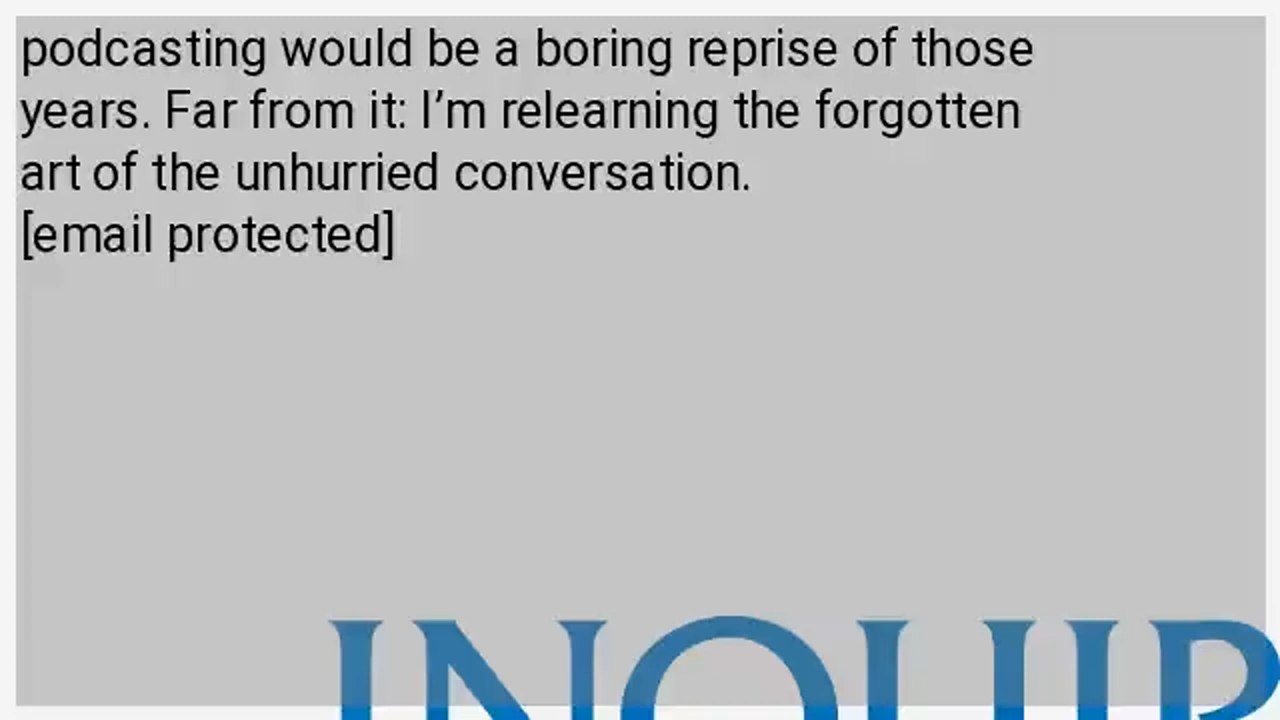 podcasting would be a boring reprise of those
years. Far from it: I’m relearning the forgotten
art of the unhurried conversation.
[email protected]